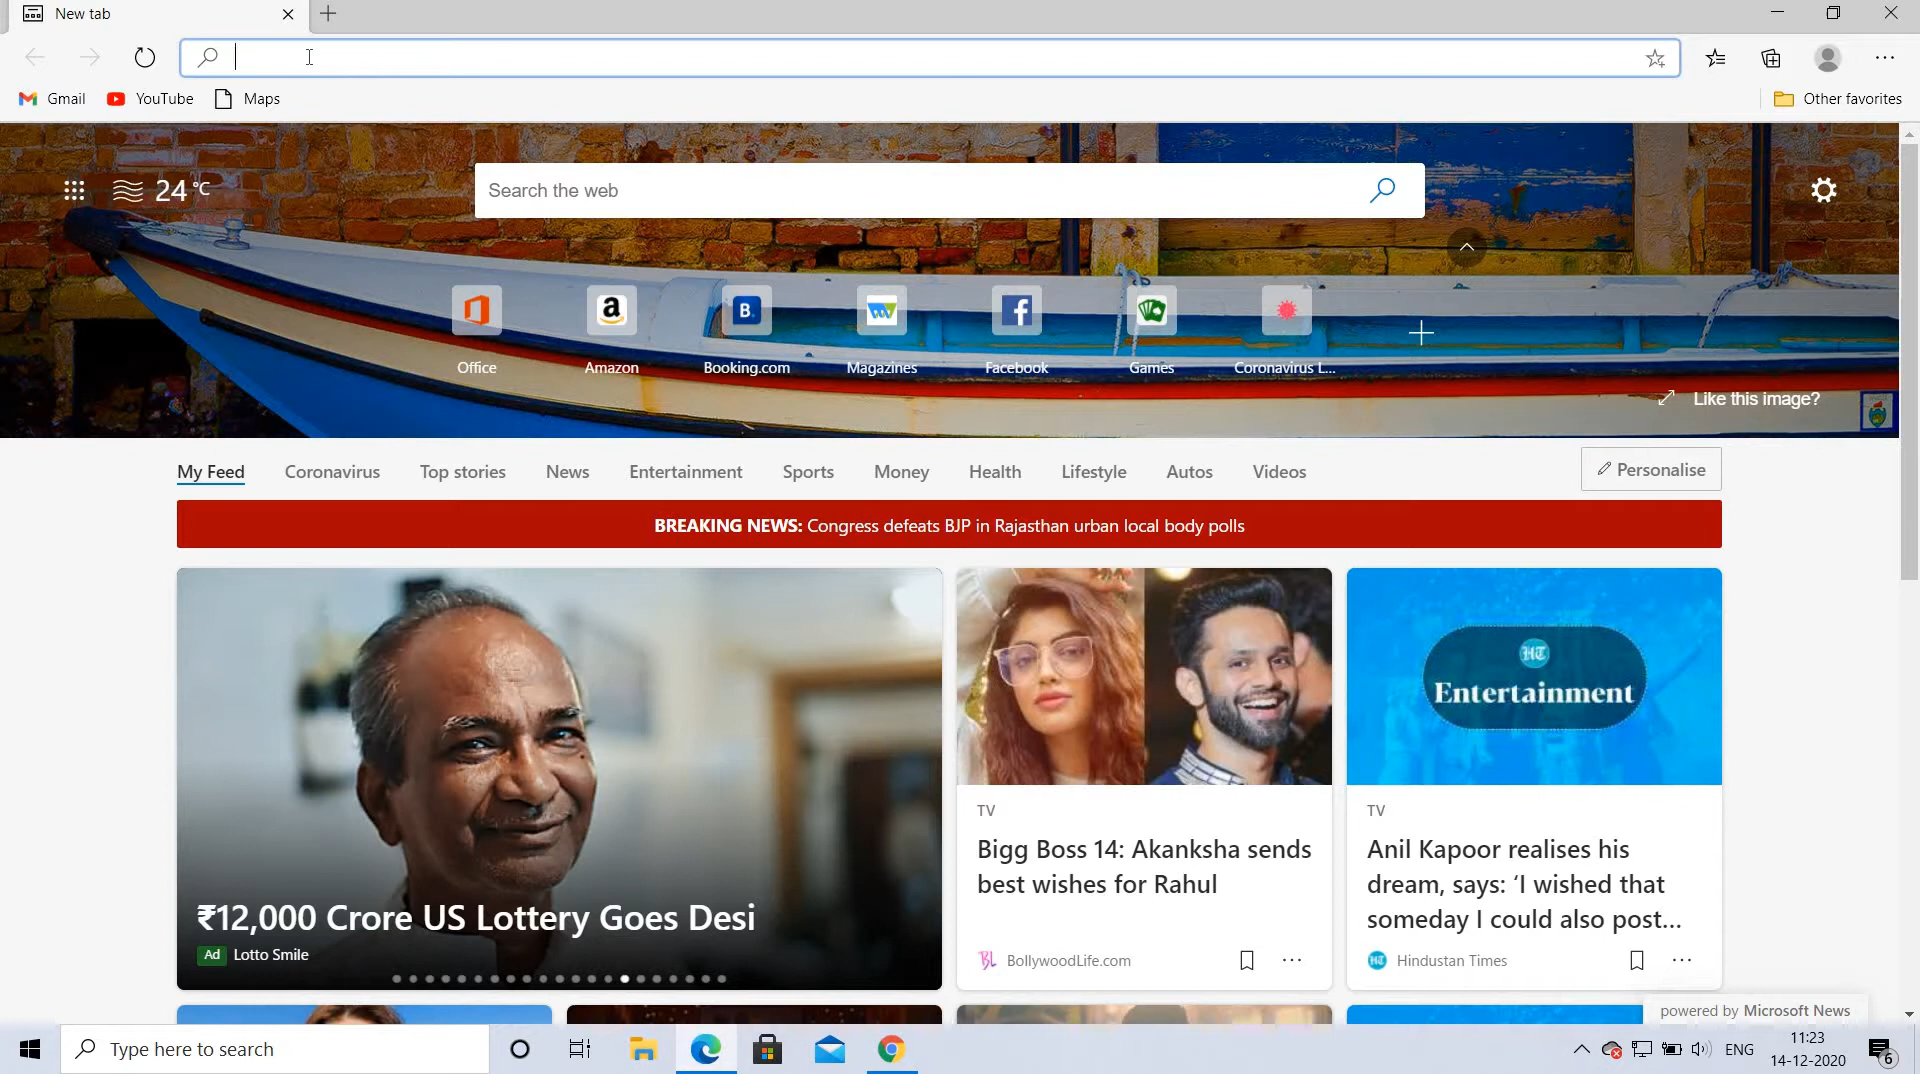 New tab
Gmail YouTube Maps Other favorites
24 °C Search the web
B.
Office Amazon Booking.com Magazines Facebook Games Coronavirus L...
Like this image?
My Feed Coronavirus Top stories News Entertainment Sports Money Health Lifestyle Autos Videos Personalise
BREAKING NEWS: Congress defeats BJP in Rajasthan urban local body polls
HT
Entertainment
₹12,000 Crore US Lottery Goes Desi
Ad Lotto Smile
TV
Bigg Boss 14: Akanksha sends
best wishes for Rahul
BL BollywoodLife.com
TV
Anil Kapoor realises his
dream, says: ‘I wished that
someday I could also post...
HT Hindustan Times
powered by Microsoft News
Type here to search
ENG
11:23
14-12-2020
6